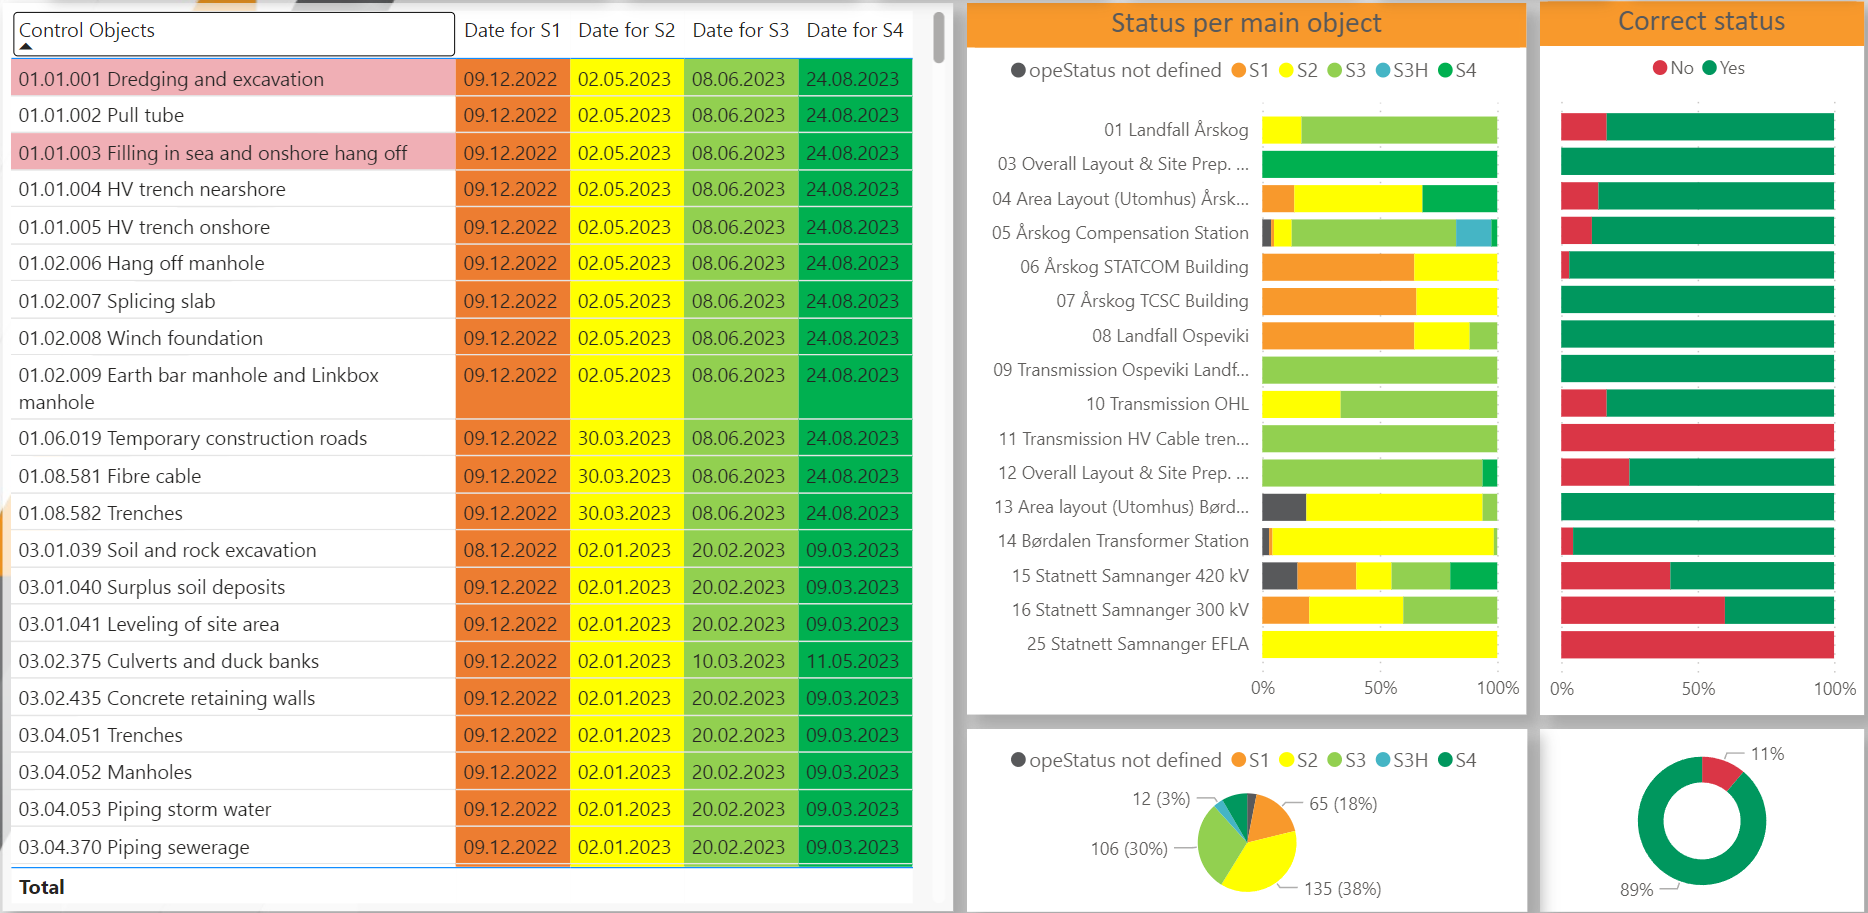 Control Objects Date for S1 Date for S2 Date for S3 Date for S4
01.01.001 Dredging and excavation 09.12.2022 02.05.2023 08.06.2023 24.08.2023
01.01.002 Pull tube 09.12.2022 02.05.2023 08.06.2023 24.08.2023
01.01.003 Filling in sea and onshore hang off 09.12.2022 02.05.2023 08.06.2023 24.08.2023
01.01.004 HV trench nearshore 09.12.2022 02.05.2023 08.06.2023 24.08.2023
01.01.005 HV trench onshore 09.12.2022 02.05.2023 08.06.2023 24.08.2023
01.02.006 Hang off manhole 09.12.2022 02.05.2023 08.06.2023 24.08.2023
01.02.007 Splicing slab 09.12.2022 02.05.2023 08.06.2023 24.08.2023
01.02.008 Winch foundation 09.12.2022 02.05.2023 08.06.2023 24.08.2023
01.02.009 Earth bar manhole and Linkbox 09.12.2022 02.05.2023 08.06.2023 24.08.2023
manhole
01.06.019 Temporary construction roads 09.12.2022 30.03.2023 08.06.2023 24.08.2023
01.08.581 Fibre cable 09.12.2022 30.03.2023 08.06.2023 24.08.2023
01.08.582 Trenches 09.12.2022 30.03.2023 08.06.2023 24.08.2023
03.01.039 Soil and rock excavation 08.12.2022 02.01.2023 20.02.2023 09.03.2023
03.01.040 Surplus soil deposits 09.12.2022 02.01.2023 20.02.2023 09.03.2023
03.01.041 Leveling of site area 09.12.2022 02.01.2023 20.02.2023 09.03.2023
03.02.375 Culverts and duck banks 09.12.2022 02.01.2023 10.03.2023 11.05.2023
03.02.435 Concrete retaining walls 09.12.2022 02.01.2023 20.02.2023 09.03.2023
03.04.051 Trenches 09.12.2022 02.01.2023 20.02.2023 09.03.2023
03.04.052 Manholes 09.12.2022 02.01.2023 20.02.2023 09.03.2023
03.04.053 Piping storm water 09.12.2022 02.01.2023 20.02.2023 09.03.2023
03.04.370 Piping sewerage 09.12.2022 02.01.2023 20.02.2023 09.03.2023
Total
Status per main object
opeStatus not defined S1 S2 S3 S3H S4
01 Landfall Årskog
03 Overall Layout & Site Prep. ...
04 Area Layout (Utomhus) Årsk...
05 Årskog Compensation Station
06 Årskog STATCOM Building
07 Årskog TCSC Building
08 Landfall Ospeviki
09 Transmission Ospeviki Landf...
10 Transmission OHL
11 Transmission HV Cable tren...
12 Overall Layout & Site Prep. ...
13 Area layout (Utomhus) Børd...
14 Børdalen Transformer Station
15 Statnett Samnanger 420 kV
16 Statnett Samnanger 300 kV
25 Statnett Samnanger EFLA
0% 50% 100%
Correct status
No Yes
0% 50% 100%
opeStatus not defined S1 S2 S3 S3H S4
12 (3%)
65 (18%)
106 (30%)
135 (38%)
11%
89%